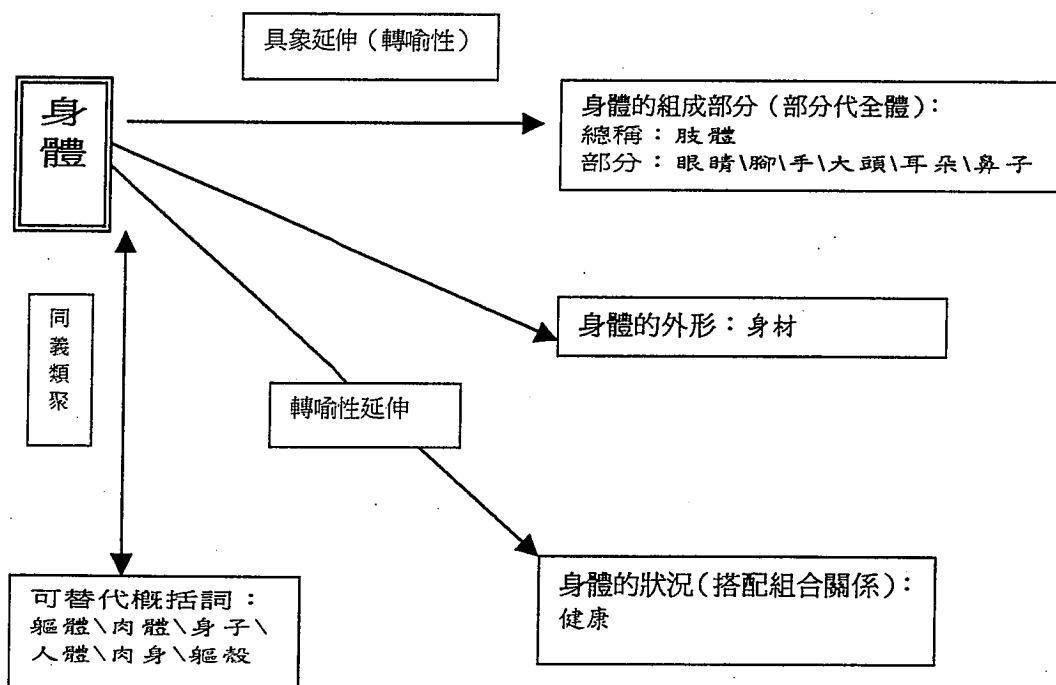 具象延伸（轉喻性）
身
體
身體的組成部分（部分代全體）：
總稱：肢體
部分：眼睛\腳\手\大頭\耳朵\鼻子
同
義
類
聚
身體的外形：身材
轉喻性延伸
身體的狀況（搭配組合關係）：
健康
可替代概括詞：
軀體\肉體\身子\
人體\肉身\軀殼